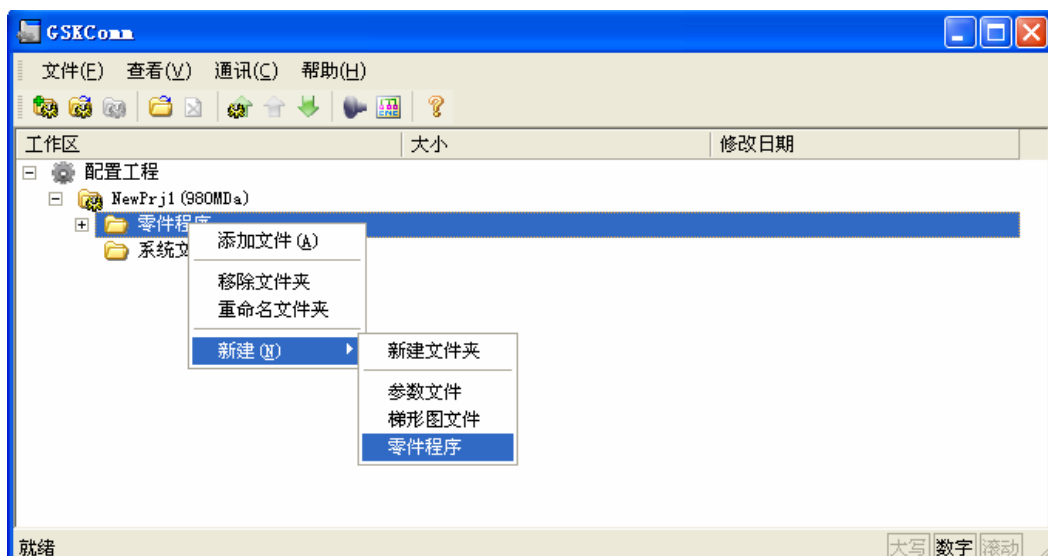 GSKComm
文件(F) 查看(V) 通讯(C) 帮助(H)
工作区 大小 修改日期
配置工程
NewPrj1(980MDa)
零件程序
系统文
添加文件(A)
移除文件夹
重命名文件夹
新建(N)
新建文件夹
参数文件
梯形图文件
零件程序
就绪 大写 数字 滚动